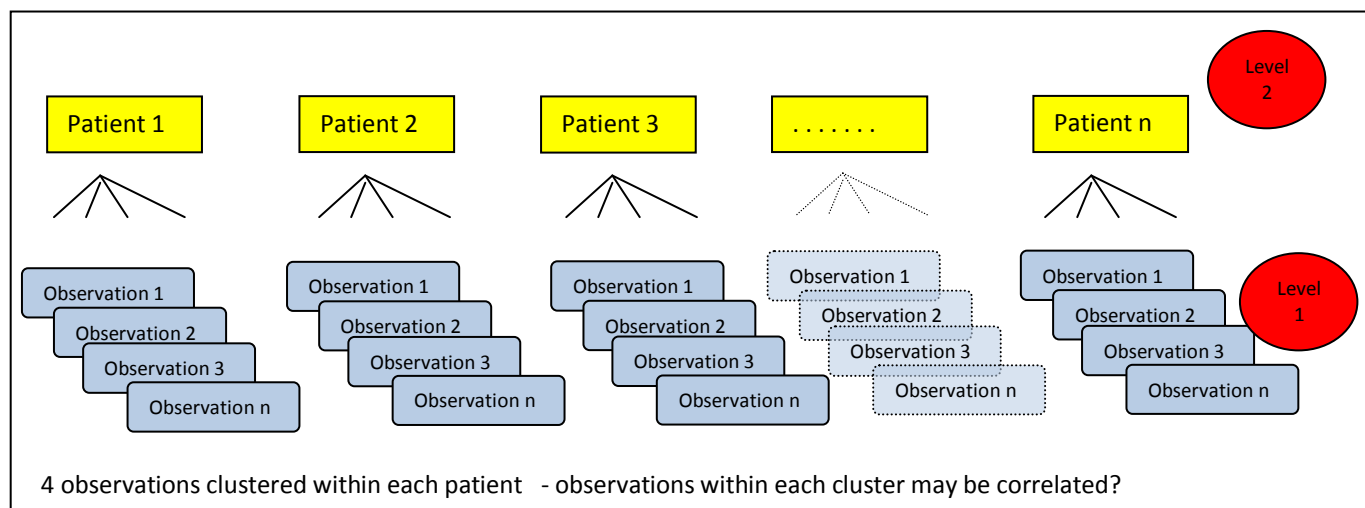 Level
2
Patient 1
Patient 2
Patient 3
. . . . . . .
Patient n
Observation 1
Observation 2
Observation 3
Observation n
Observation 1
Observation 2
Observation 3
Observation n
Observation 1
Observation 2
Observation 3
Observation n
Observation 1
Observation 2
Observation 3
Observation n
Observation 1
Observation 2
Observation 3
Observation n
Level
1
4 observations clustered within each patient - observations within each cluster may be correlated?